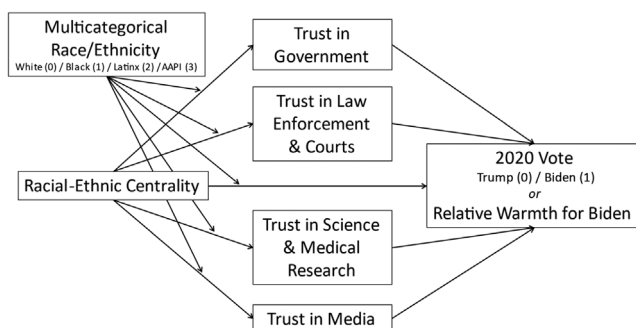 Multicategorical
Race/Ethnicity
White (0) / Black (1) / Latinx (2) /AAPI (3)
Trust in
Government
Trust in Law
Enforcement
& Courts
Racial-Ethnic Centrality
2020 Vote
Trump (0) / Biden (1)
or
Relative Warmth for Biden
Trust in Science
& Medical
Research
Trust in Media